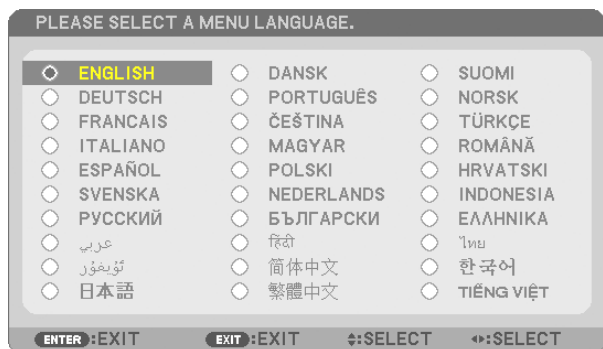 PLEASE SELECT A MENU LANGUAGE.
ENGLISH DANSK SUOMI
DEUTSCH PORTUGUÊS NORSK
FRANCAIS ČEŠTINA TÜRKÇE
ITALIANO MAGYAR ROMÂNĂ
ESPAÑOL POLSKI HRVATSKI
SVENSKA NEDERLANDS INDONESIA
РУССКИЙ БЪЛГАРСКИ ΕΛΛΗΝΙΚΑ
عربي हिंदी ไทย
ئۇيغۇر 简体中文 한국어
日本語 繁體中文 TIẾNG VIỆT
ENTER :EXIT EXIT :EXIT :SELECT :SELECT